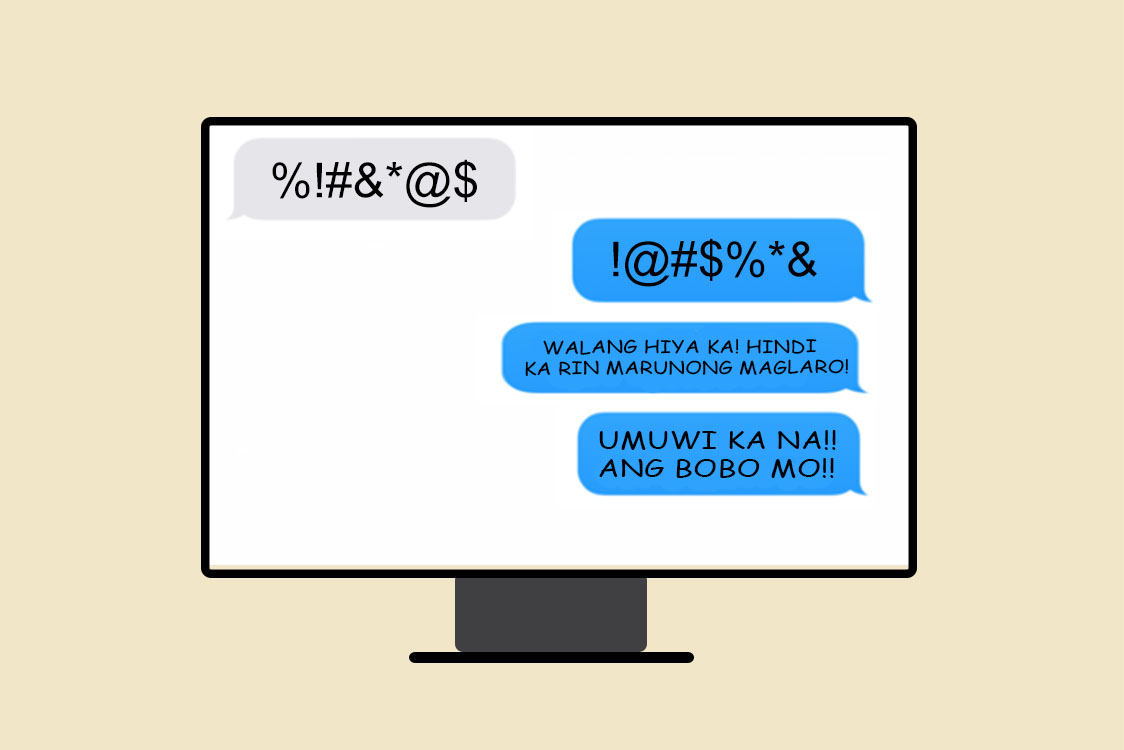 %!#&*@$
!@#$%*&
WALANG HIYA KA! HINDI
KA RIN MARUNONG MAGLARO!
UMUWI KA NA!!
ANG BOBO MO!!